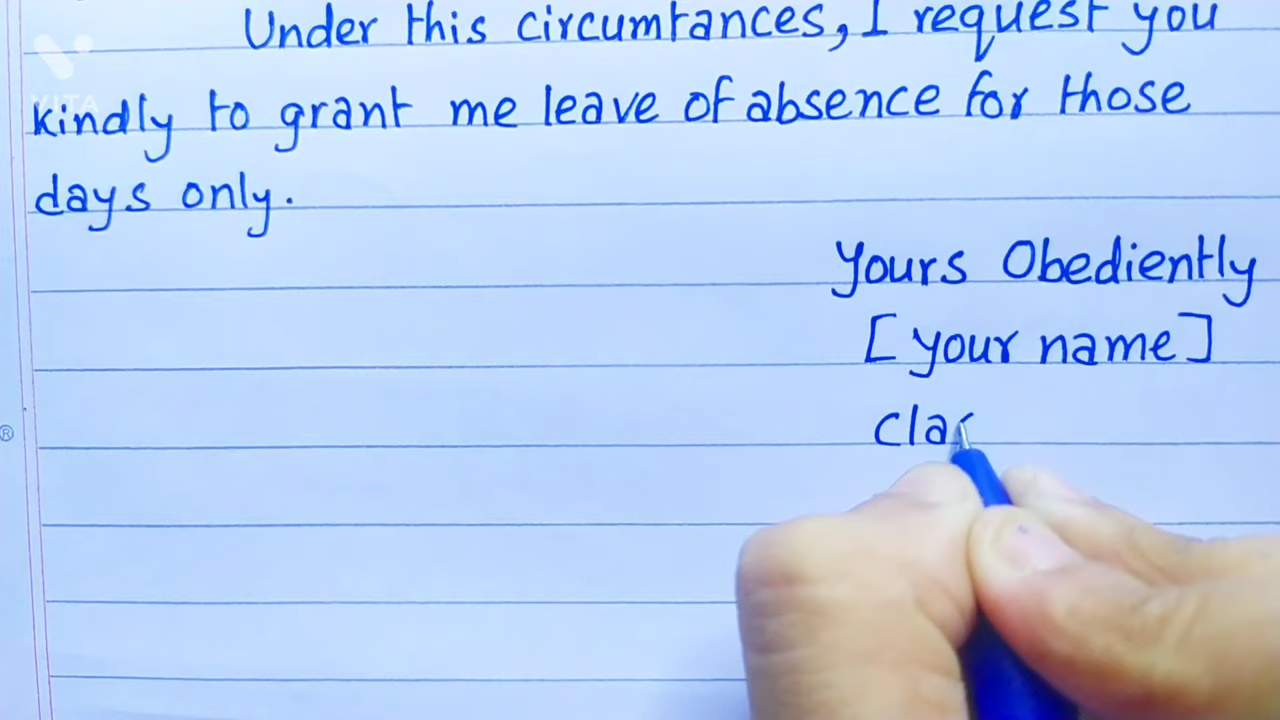 VITA
Under this circumtances, I request you
kindly to grant me leave of absence for those
days only.
Yours Obediently
[your name]
®